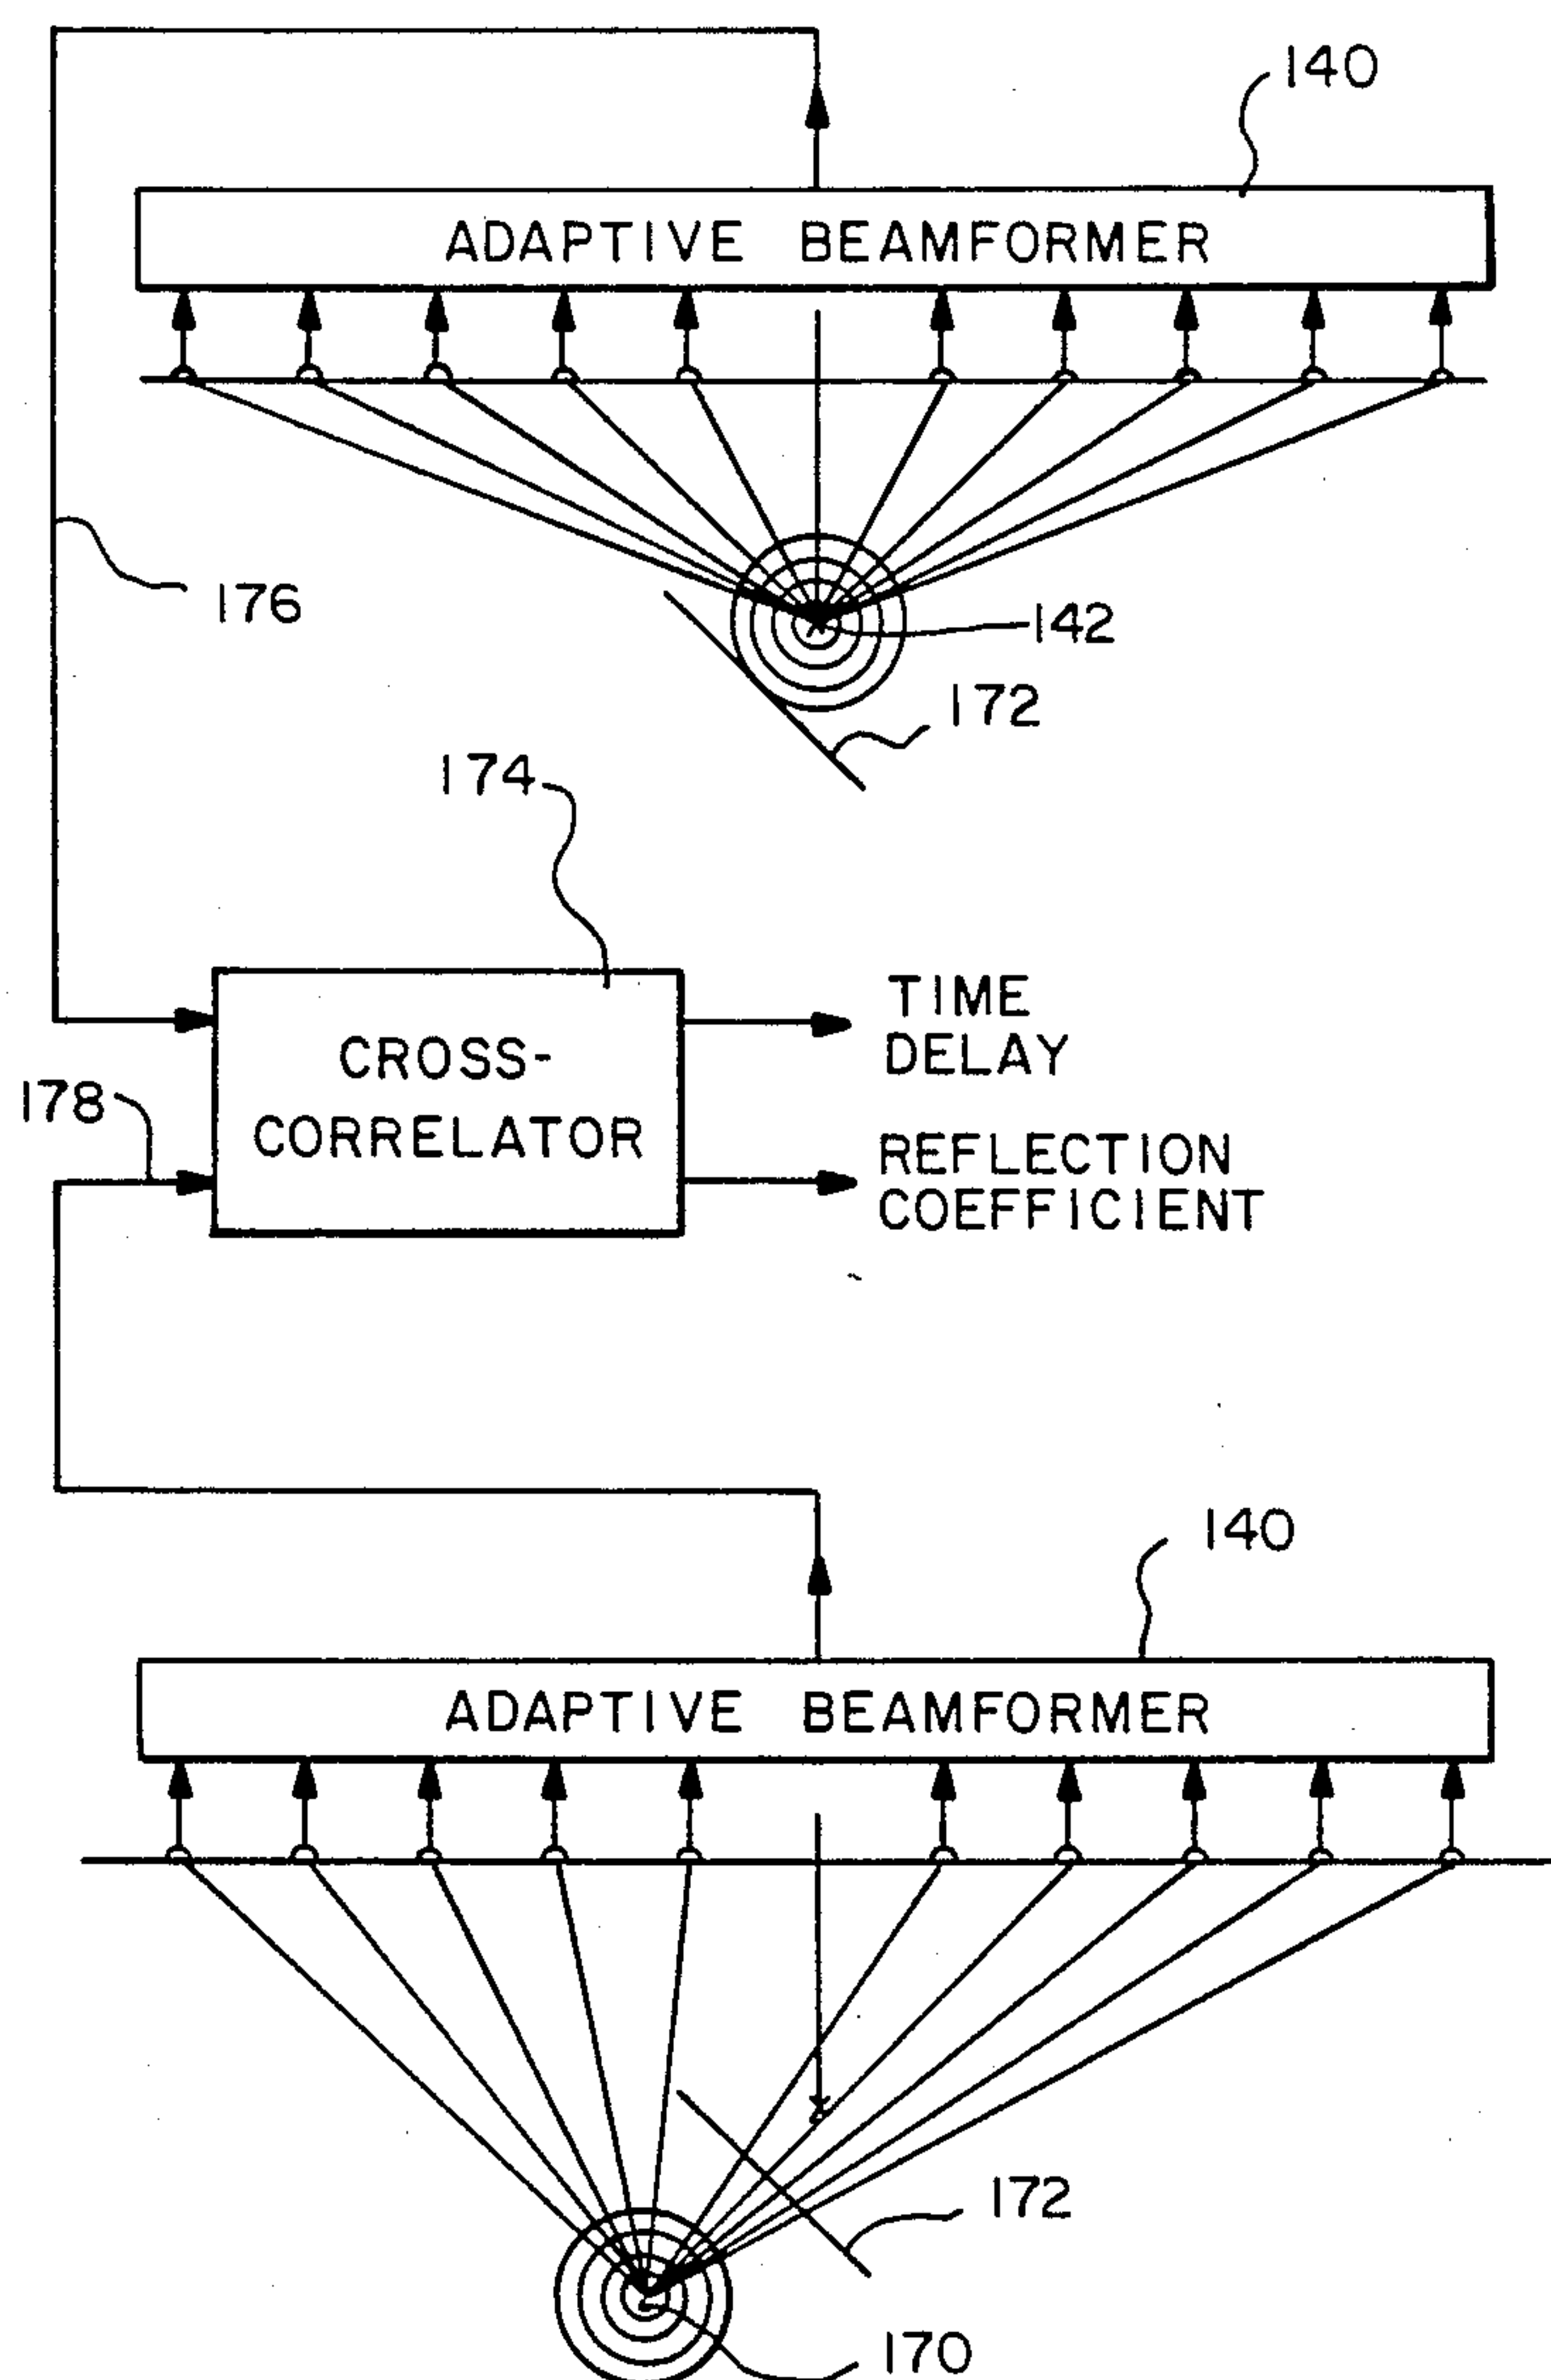 140
ADAPTIVE BEAMFORMER
176
142
172
174
TIME
DELAY
CROSS-
178
CORRELATOR
REFLECTION
COEFFICIENT
140
ADAPTIVE BEAMFORMER
172
170